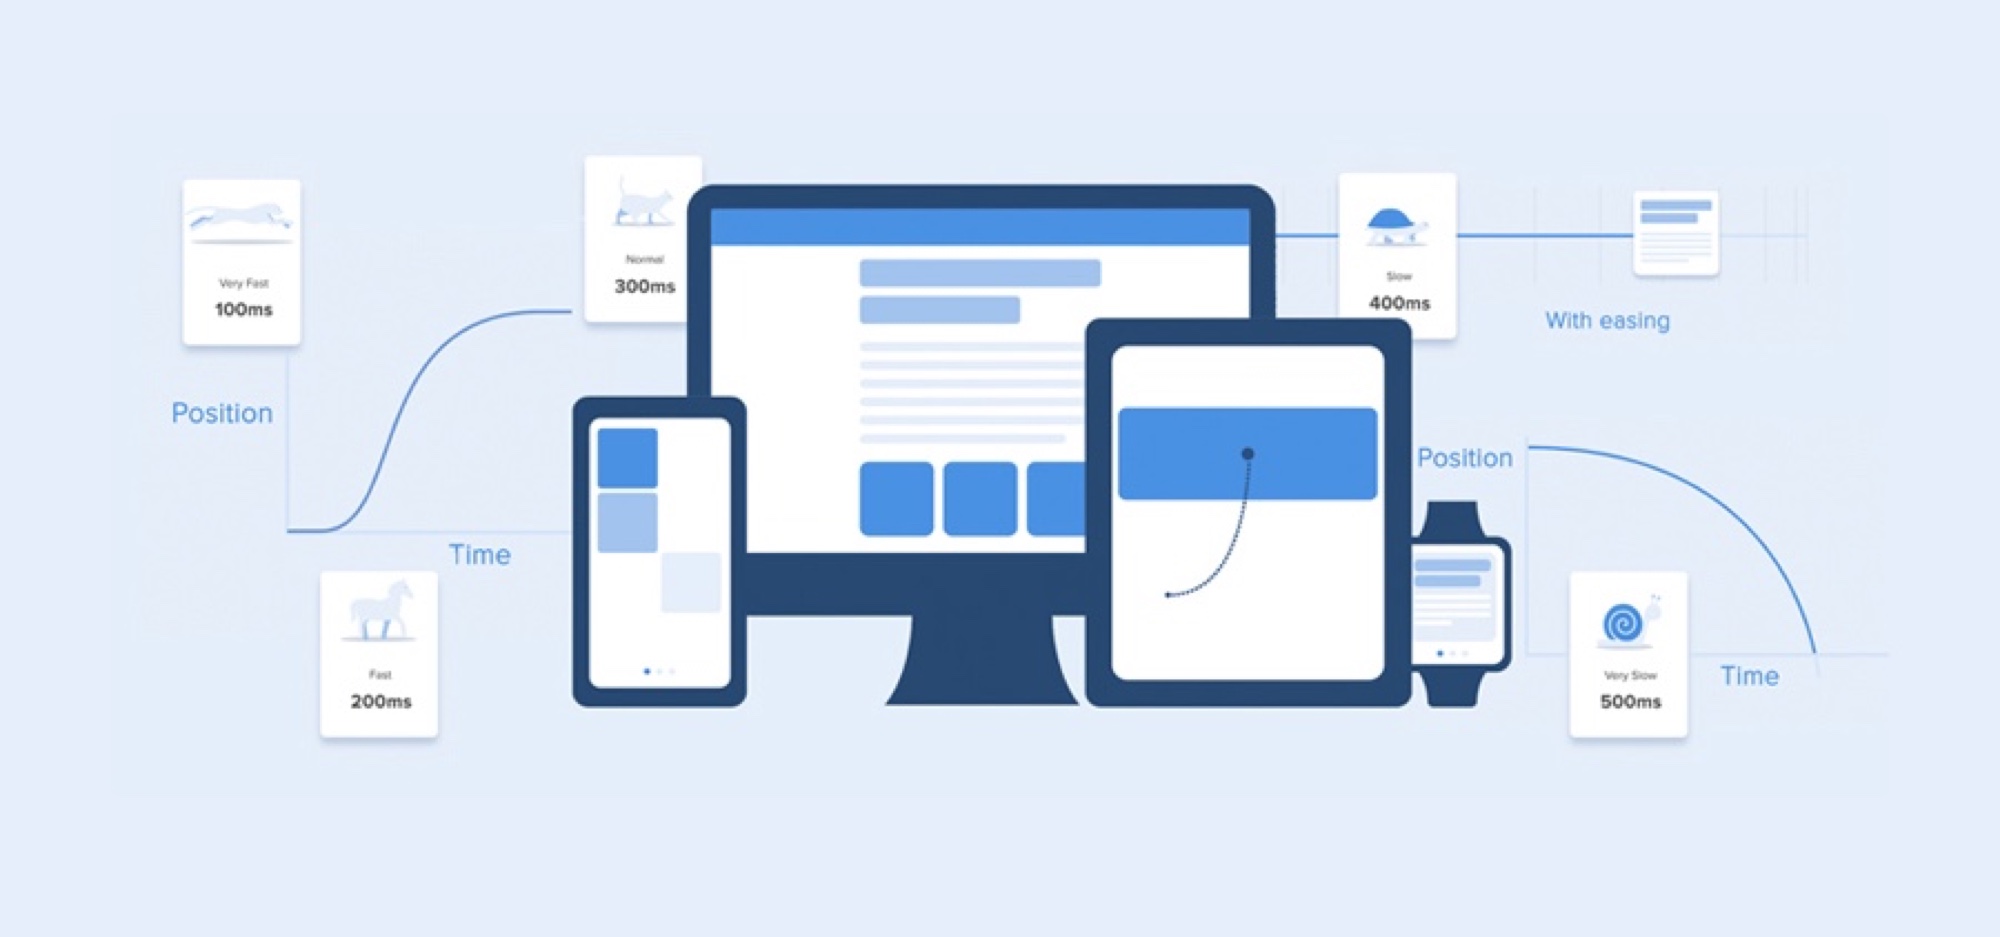 Very Fast
100ms
Normal
300ms
Slow
400ms
With easing
Position
Time
Position
Time
Fast
200ms
Very Slow
500ms